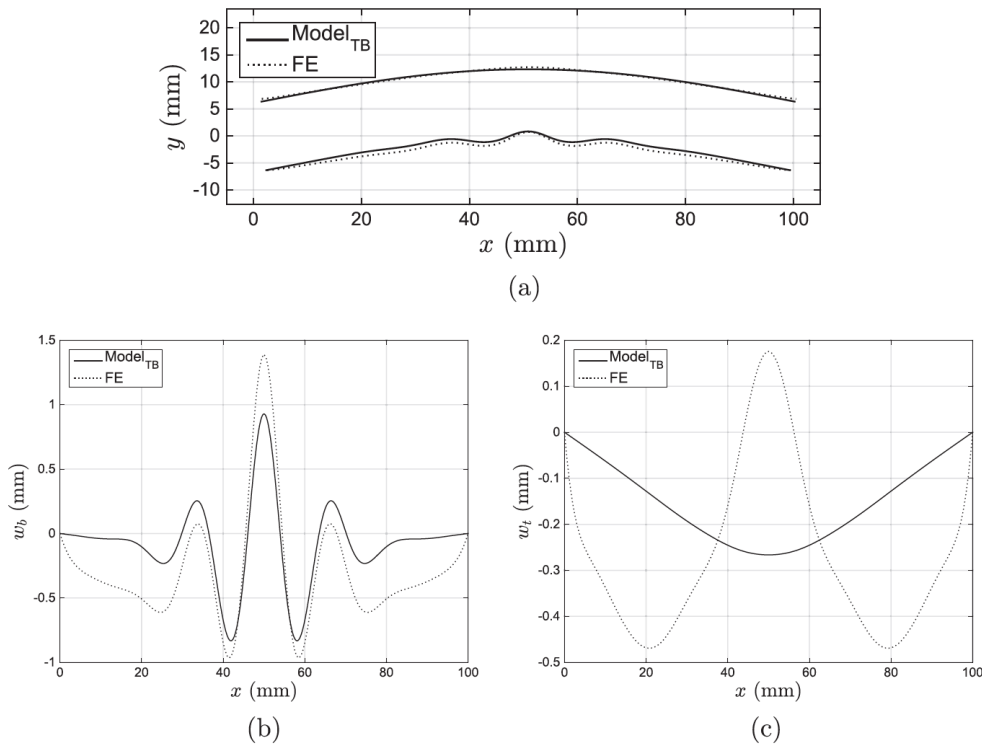 Model_TB
FE
20
15
10
5
0
-5
-10
y (mm)
0 20 40 60 80 100
x (mm)
(a)
Model_TB
FE
1.5
1
0.5
0
-0.5
-1
w_b (mm)
0 20 40 60 80 100
x (mm)
(b)
Model_TB
FE
0.2
0.1
0
-0.1
-0.2
-0.3
-0.4
-0.5
w_t (mm)
0 20 40 60 80 100
x (mm)
(c)